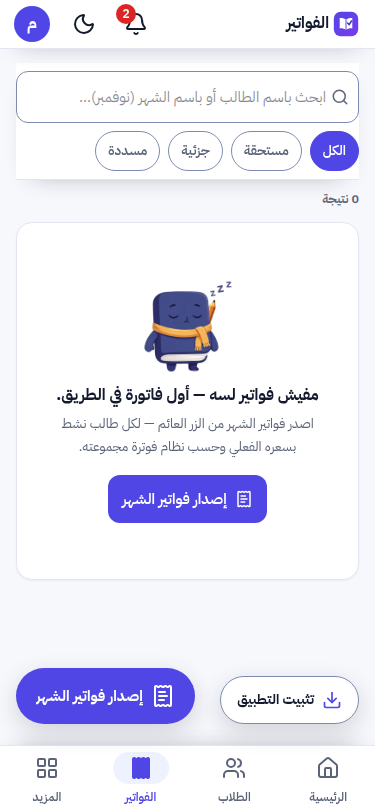 الفواتير
2
م
ابحث باسم الطالب أو باسم الشهر (نوفمبر)...
الكل
مستحقة
جزئية
مسددة
0 نتيجة
z z z
مفيش فواتير لسه — أول فاتورة في الطريق.
اصدر فواتير الشهر من الزر العائم — لكل طالب نشط
بسعره الفعلي وحسب نظام فوترة مجموعته.
إصدار فواتير الشهر
تثبيت التطبيق
إصدار فواتير الشهر
الرئيسية
الطلاب
الفواتير
المزيد